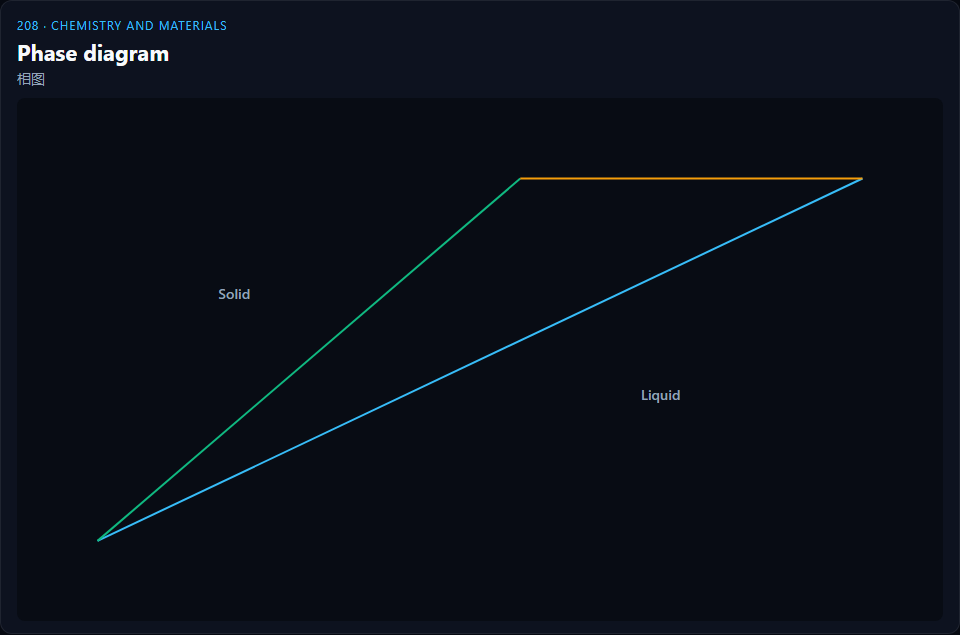 208 · CHEMISTRY AND MATERIALS
Phase diagram
相图
Solid
Liquid